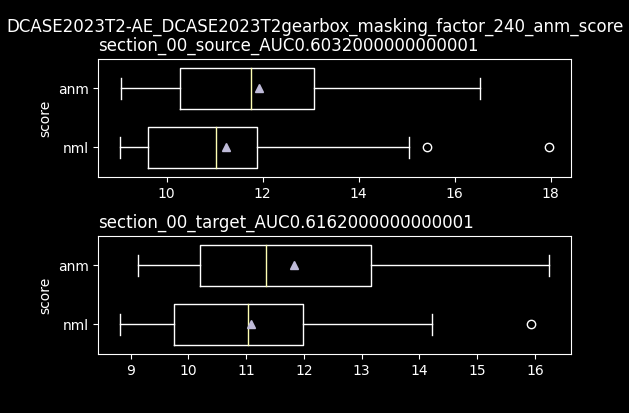 DCASE2023T2-AE_DCASE2023T2gearbox_masking_factor_240_anm_score
section_00_source_AUC0.6032000000000001
anm
nml
score
10 12 14 16 18
section_00_target_AUC0.6162000000000001
anm
nml
score
9 10 11 12 13 14 15 16